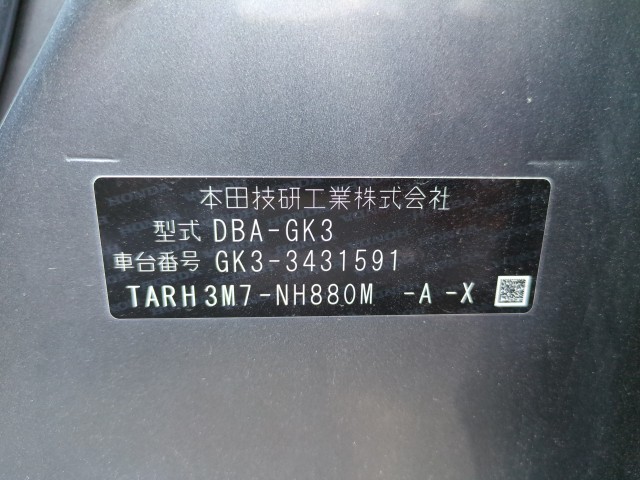 本田技研工業株式会社
型式 DBA-GK3
車台番号 GK3-3431591
TARH3M7-NH880M -A -X